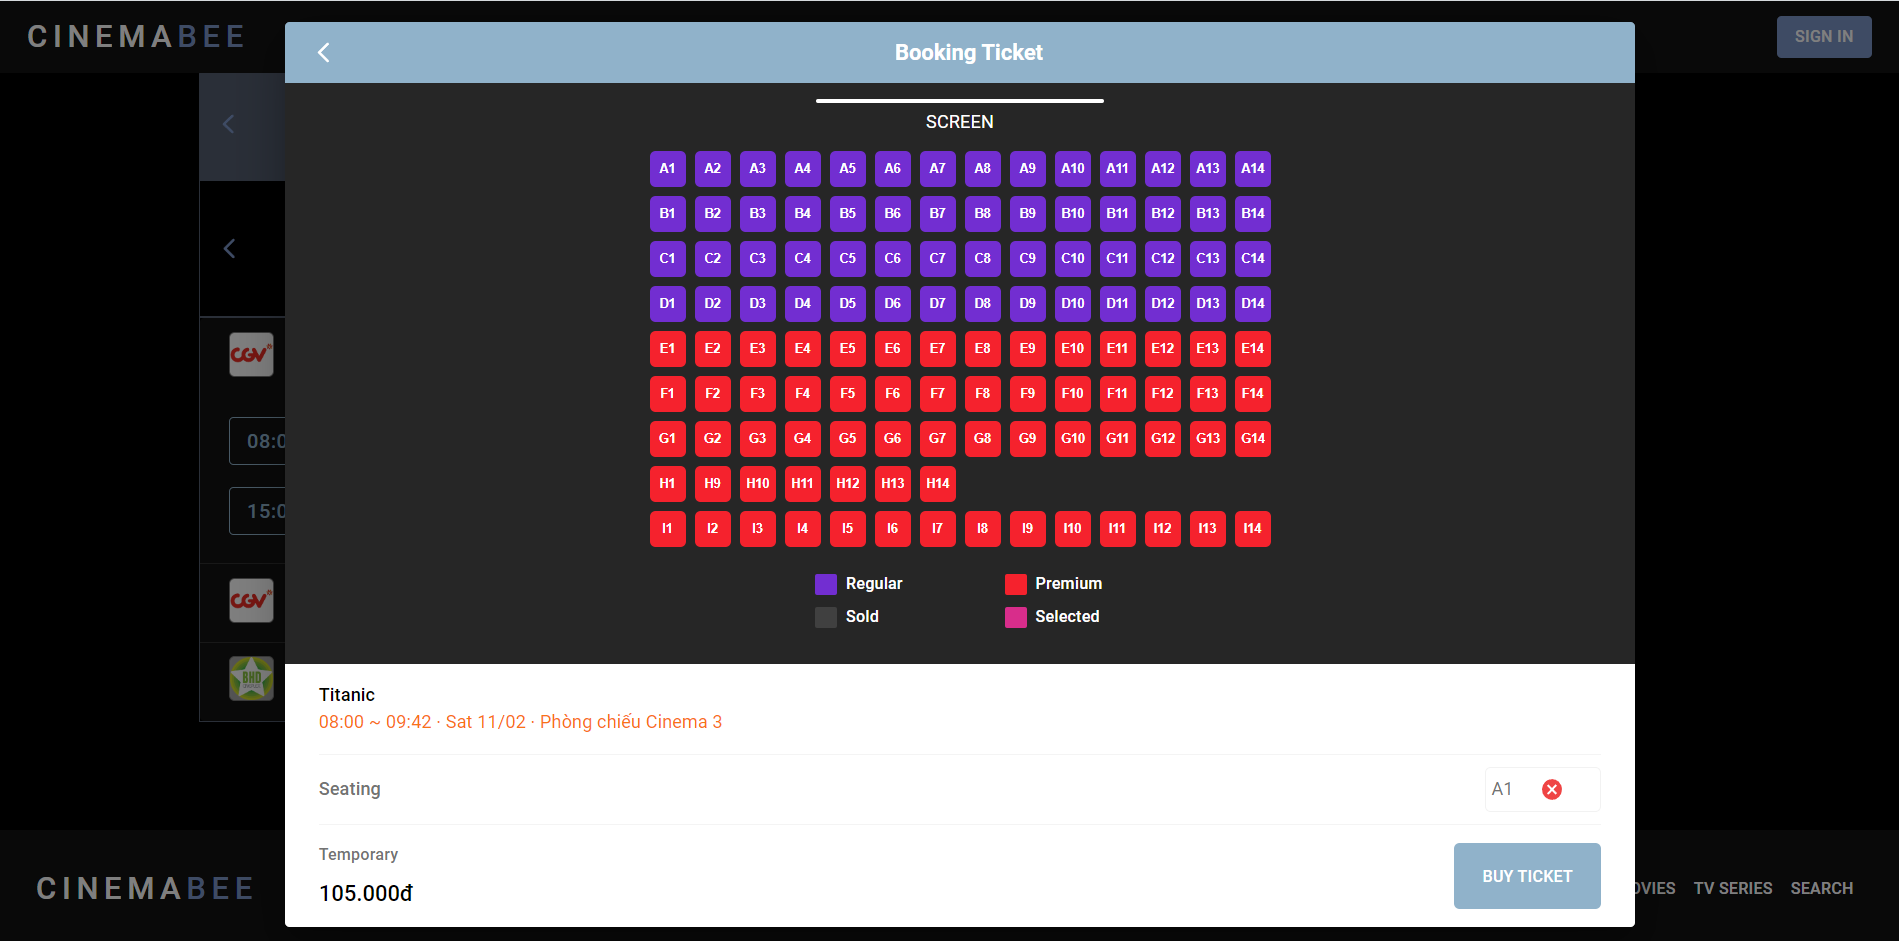 CINEMABEE
SIGN IN
Booking Ticket
SCREEN
A1 A2 A3 A4 A5 A6 A7 A8 A9 A10 A11 A12 A13 A14
B1 B2 B3 B4 B5 B6 B7 B8 B9 B10 B11 B12 B13 B14
C1 C2 C3 C4 C5 C6 C7 C8 C9 C10 C11 C12 C13 C14
D1 D2 D3 D4 D5 D6 D7 D8 D9 D10 D11 D12 D13 D14
E1 E2 E3 E4 E5 E6 E7 E8 E9 E10 E11 E12 E13 E14
F1 F2 F3 F4 F5 F6 F7 F8 F9 F10 F11 F12 F13 F14
G1 G2 G3 G4 G5 G6 G7 G8 G9 G10 G11 G12 G13 G14
H1 H9 H10 H11 H12 H13 H14
I1 I2 I3 I4 I5 I6 I7 I8 I9 I10 I11 I12 I13 I14
Regular Premium
Sold Selected
CGV
08:0
15:0
CGV
BHD
Titanic
08:00 ~ 09:42 · Sat 11/02 · Phòng chiếu Cinema 3
Seating A1
Temporary
105.000đ
BUY TICKET
CINEMABEE
OVIES TV SERIES SEARCH